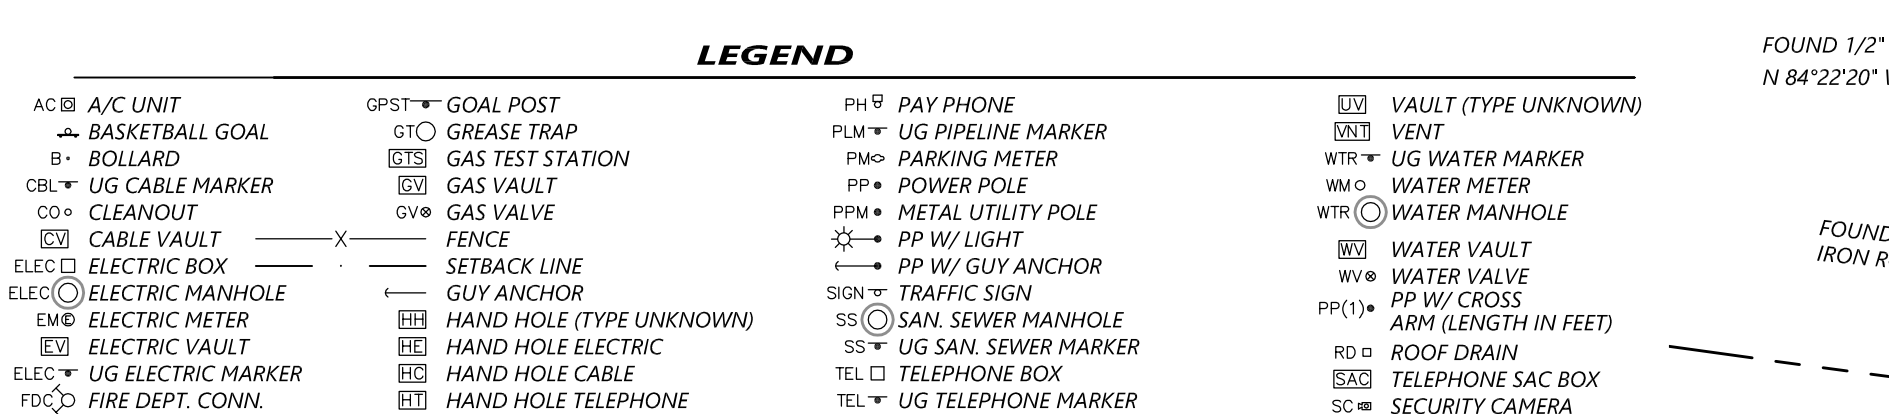 LEGEND
AC A/C UNIT
BASKETBALL GOAL
B BOLLARD
CBL UG CABLE MARKER
CO CLEANOUT
CV CABLE VAULT
ELEC ELECTRIC BOX
ELEC ELECTRIC MANHOLE
EM E ELECTRIC METER
EV ELECTRIC VAULT
ELEC UG ELECTRIC MARKER
FDC FIRE DEPT. CONN.
GPST GOAL POST
GT GREASE TRAP
GTS GAS TEST STATION
GV GAS VAULT
GV GAS VALVE
X FENCE
SETBACK LINE
GUY ANCHOR
HH HAND HOLE (TYPE UNKNOWN)
HE HAND HOLE ELECTRIC
HC HAND HOLE CABLE
HT HAND HOLE TELEPHONE
PH PAY PHONE
PLM UG PIPELINE MARKER
PM PARKING METER
PP POWER POLE
PPM METAL UTILITY POLE
PP W/ LIGHT
PP W/ GUY ANCHOR
SIGN TRAFFIC SIGN
SS SAN. SEWER MANHOLE
SS UG SAN. SEWER MARKER
TEL TELEPHONE BOX
TEL UG TELEPHONE MARKER
UV VAULT (TYPE UNKNOWN)
VNT VENT
WTR UG WATER MARKER
WM WATER METER
WTR WATER MANHOLE
WV WATER VAULT
WV WATER VALVE
PP(1) PP W/ CROSS
ARM (LENGTH IN FEET)
RD ROOF DRAIN
SAC TELEPHONE SAC BOX
SC SECURITY CAMERA
FOUND 1/2"
N 84°22'20"
FOUND
IRON